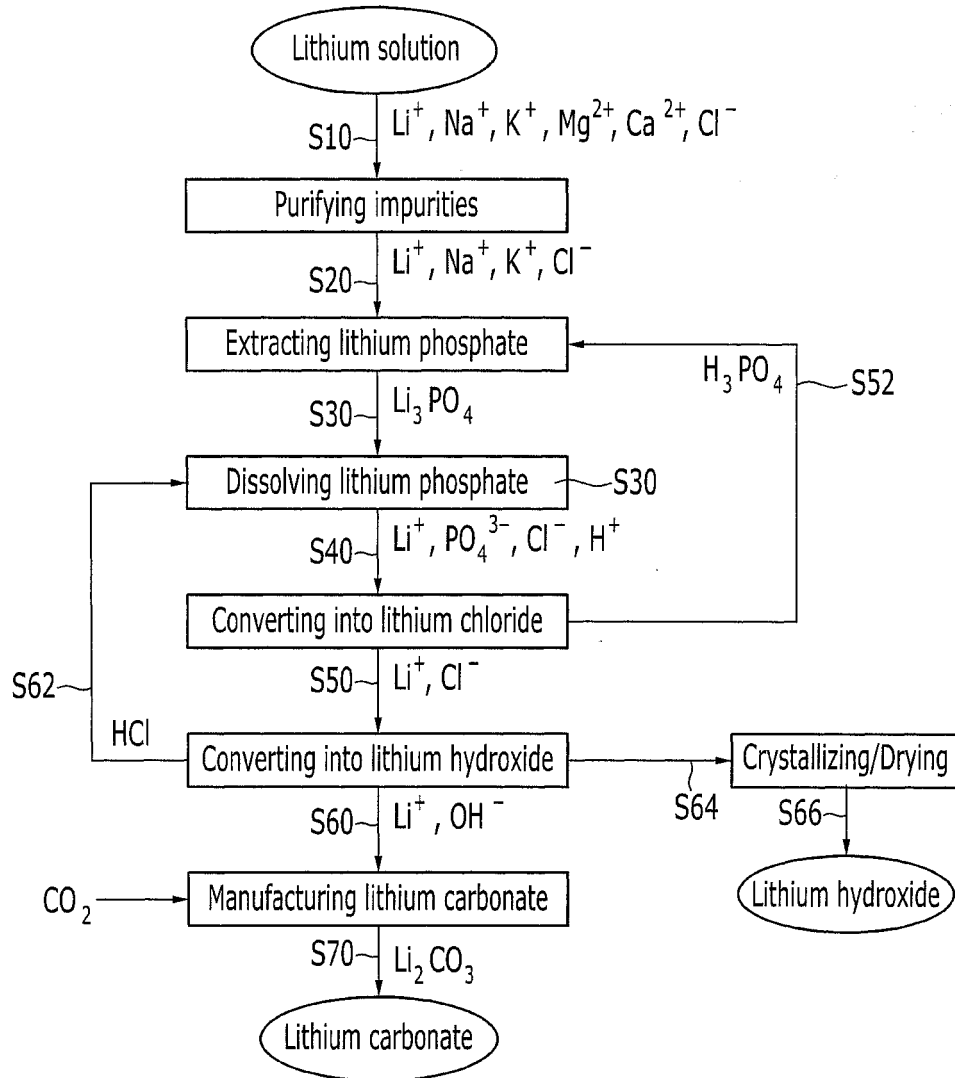 Lithium solution
S10
Li⁺, Na⁺, K⁺, Mg²⁺, Ca²⁺, Cl⁻
Purifying impurities
S20
Li⁺, Na⁺, K⁺, Cl⁻
Extracting lithium phosphate
H₃PO₄
S52
S30
Li₃PO₄
Dissolving lithium phosphate
S30
S40
Li⁺, PO₄³⁻, Cl⁻, H⁺
Converting into lithium chloride
S50
Li⁺, Cl⁻
S62
HCl
Converting into lithium hydroxide
S64
Crystallizing/Drying
S60
Li⁺, OH⁻
S66
CO₂
Manufacturing lithium carbonate
Lithium hydroxide
S70
Li₂CO₃
Lithium carbonate